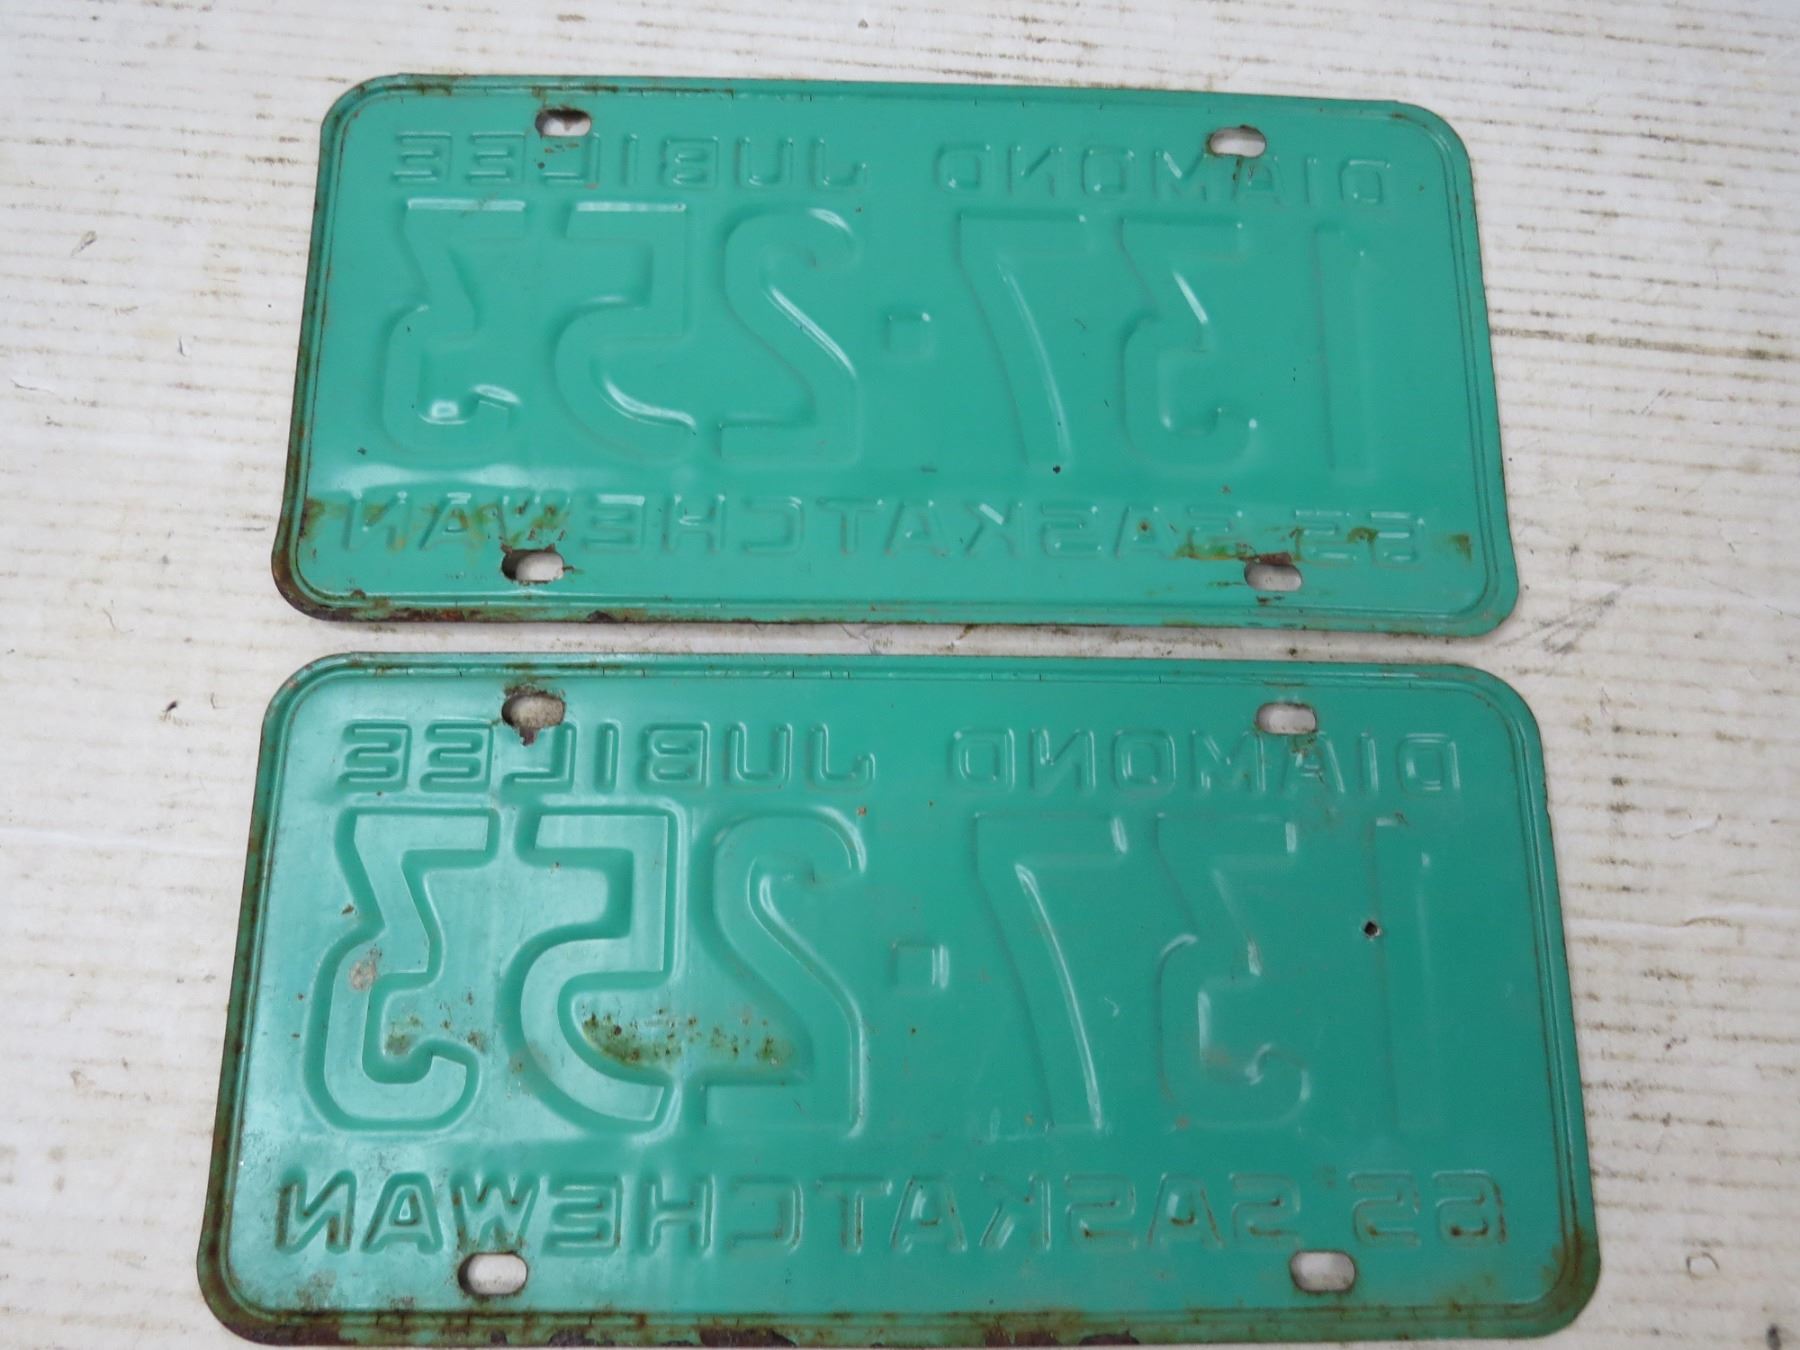 DIAMOND JUBILEE
137·253
65 SASKATCHEWAN
DIAMOND JUBILEE
137·253
65 SASKATCHEWAN